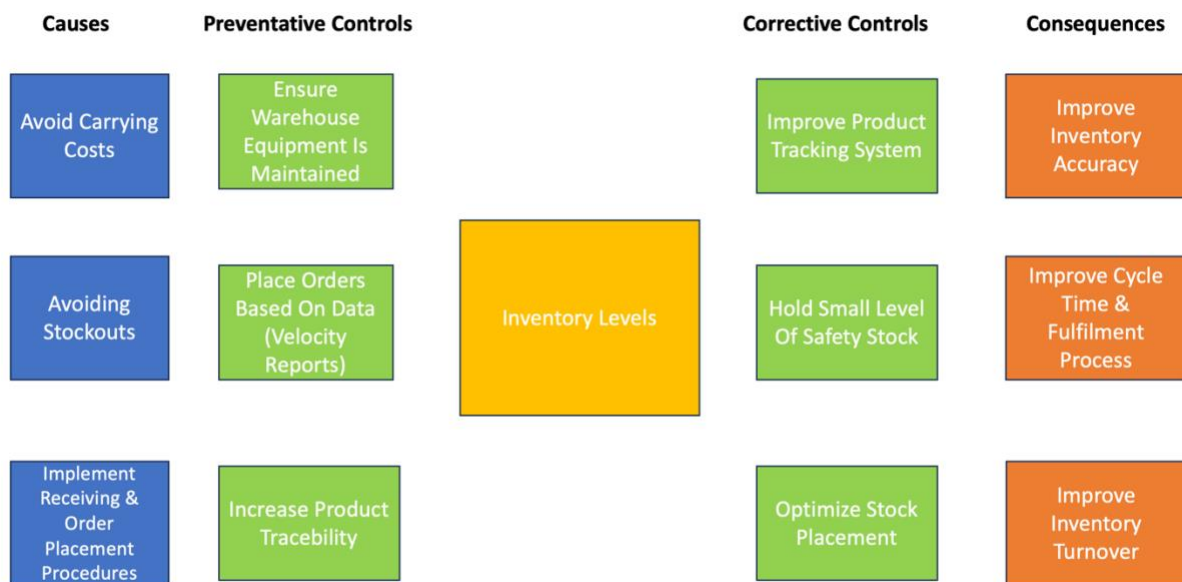 Causes
Preventative Controls
Corrective Controls
Consequences
Avoid Carrying
Costs
Ensure
Warehouse
Equipment Is
Maintained
Improve Product
Tracking System
Improve
Inventory
Accuracy
Avoiding
Stockouts
Place Orders
Based On Data
(Velocity
Reports)
Inventory Levels
Hold Small Level
Of Safety Stock
Improve Cycle
Time &
Fulfilment
Process
Implement
Receiving &
Order
Placement
Procedures
Increase Product
Tracebility
Optimize Stock
Placement
Improve
Inventory
Turnover